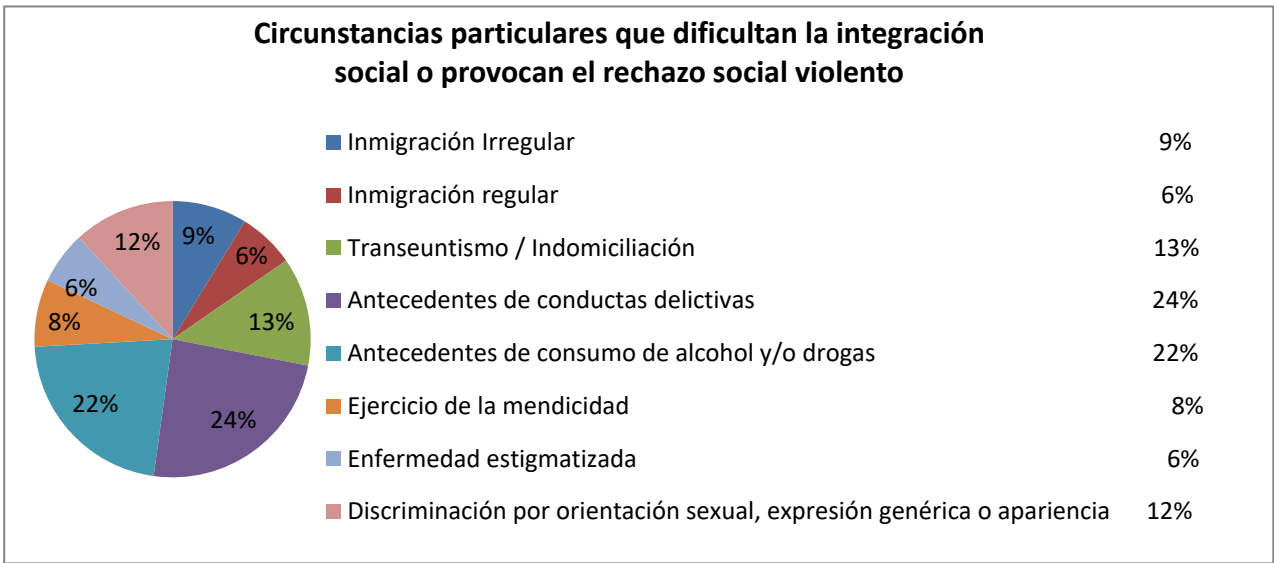 Circunstancias particulares que dificultan la integración
social o provocan el rechazo social violento
Inmigración Irregular 9%
Inmigración regular 6%
Transeuntismo / Indomiciliación 13%
Antecedentes de conductas delictivas 24%
Antecedentes de consumo de alcohol y/o drogas 22%
Ejercicio de la mendicidad 8%
Enfermedad estigmatizada 6%
Discriminación por orientación sexual, expresión genérica o apariencia 12%
9%
6%
13%
24%
22%
8%
6%
12%